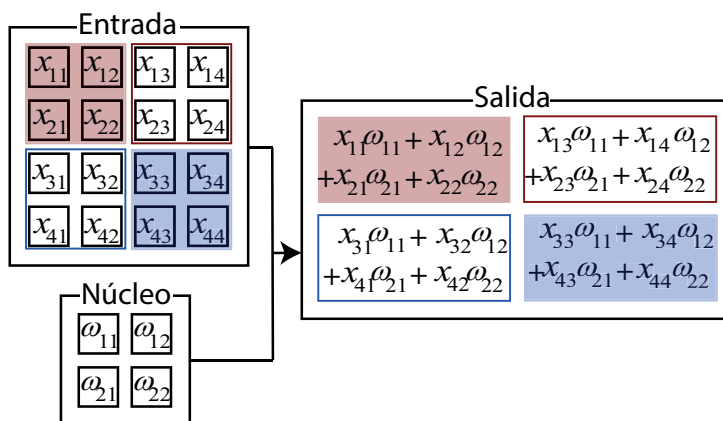 Entrada
x₁₁ x₁₂ x₁₃ x₁₄
x₂₁ x₂₂ x₂₃ x₂₄
x₃₁ x₃₂ x₃₃ x₃₄
x₄₁ x₄₂ x₄₃ x₄₄
Núcleo
ω₁₁ ω₁₂
ω₂₁ ω₂₂
Salida
x₁₁ω₁₁ + x₁₂ω₁₂
+x₂₁ω₂₁ + x₂₂ω₂₂
x₁₃ω₁₁ + x₁₄ω₁₂
+x₂₃ω₂₁ + x₂₄ω₂₂
x₃₁ω₁₁ + x₃₂ω₁₂
+x₄₁ω₂₁ + x₄₂ω₂₂
x₃₃ω₁₁ + x₃₄ω₁₂
+x₄₃ω₂₁ + x₄₄ω₂₂